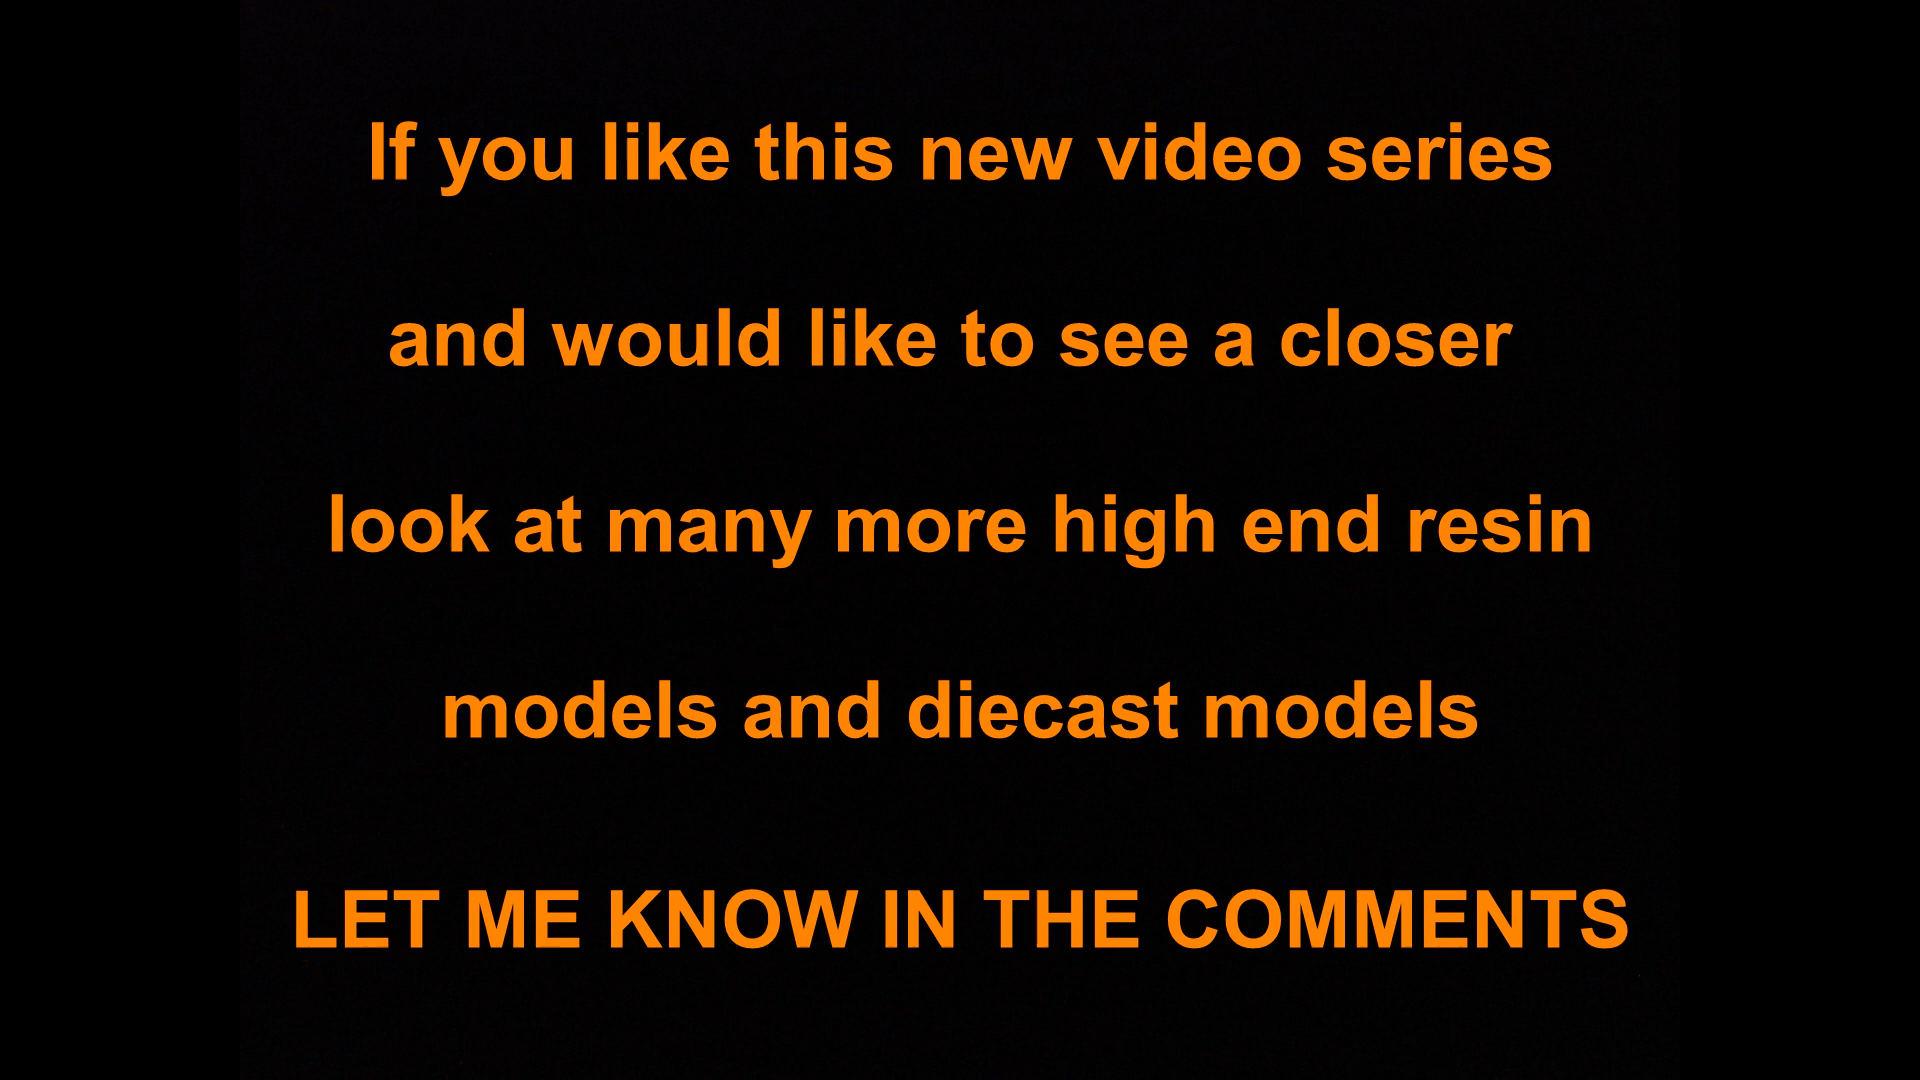 If you like this new video series
and would like to see a closer
look at many more high end resin
models and diecast models
LET ME KNOW IN THE COMMENTS